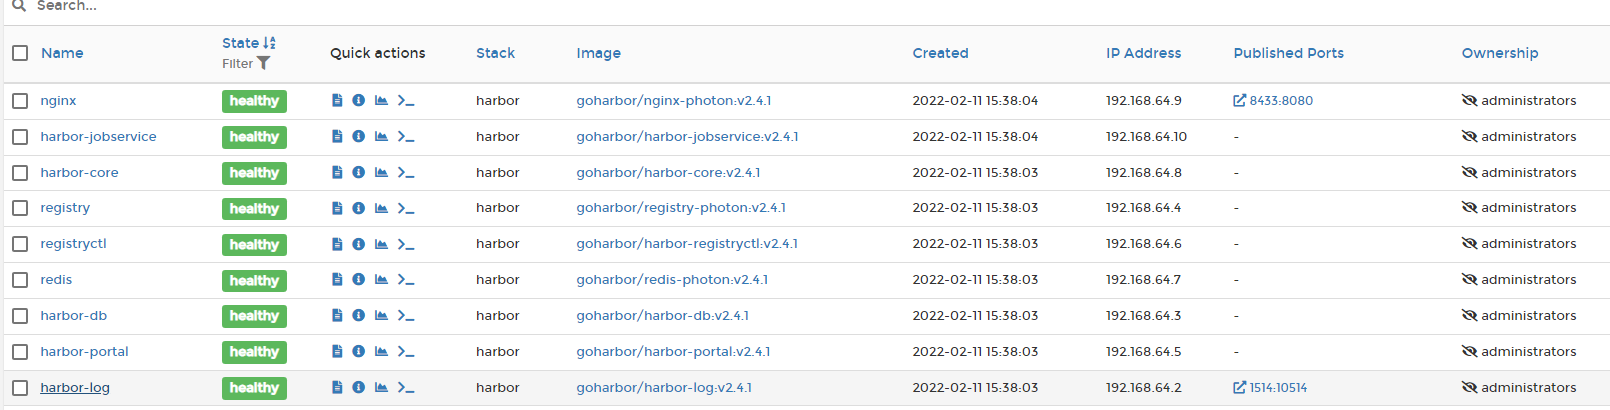 Search...
Name State Filter Quick actions Stack Image Created IP Address Published Ports Ownership
nginx healthy harbor goharbor/nginx-photon:v2.4.1 2022-02-11 15:38:04 192.168.64.9 8433:8080 administrators
harbor-jobservice healthy harbor goharbor/harbor-jobservice:v2.4.1 2022-02-11 15:38:04 192.168.64.10 - administrators
harbor-core healthy harbor goharbor/harbor-core:v2.4.1 2022-02-11 15:38:03 192.168.64.8 - administrators
registry healthy harbor goharbor/registry-photon:v2.4.1 2022-02-11 15:38:03 192.168.64.4 - administrators
registryctl healthy harbor goharbor/harbor-registryctl:v2.4.1 2022-02-11 15:38:03 192.168.64.6 - administrators
redis healthy harbor goharbor/redis-photon:v2.4.1 2022-02-11 15:38:03 192.168.64.7 - administrators
harbor-db healthy harbor goharbor/harbor-db:v2.4.1 2022-02-11 15:38:03 192.168.64.3 - administrators
harbor-portal healthy harbor goharbor/harbor-portal:v2.4.1 2022-02-11 15:38:03 192.168.64.5 - administrators
harbor-log healthy harbor goharbor/harbor-log:v2.4.1 2022-02-11 15:38:03 192.168.64.2 1514:10514 administrators